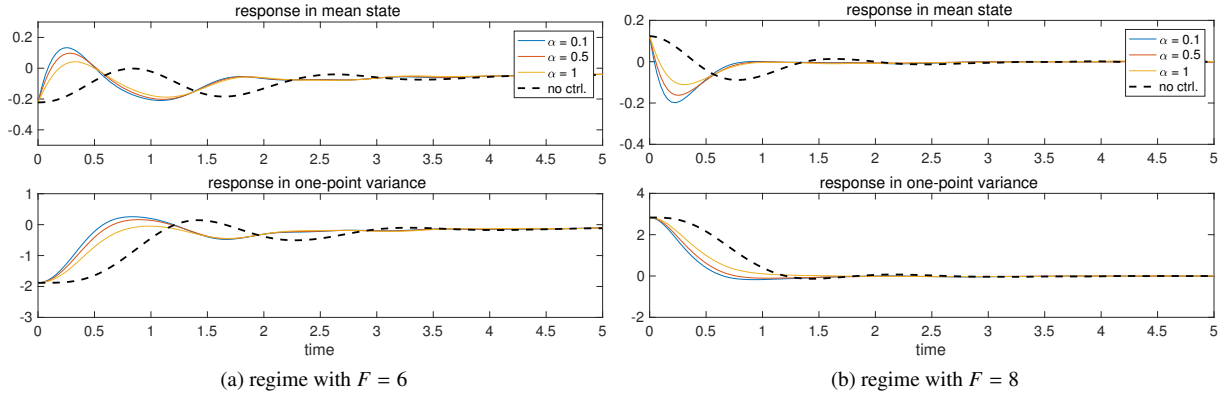 response in mean state
0.2
0
-0.2
-0.4
α = 0.1
α = 0.5
α = 1
no ctrl.
0 0.5 1 1.5 2 2.5 3 3.5 4 4.5 5
response in one-point variance
1
0
-1
-2
-3
0 0.5 1 1.5 2 2.5 3 3.5 4 4.5 5
time
(a) regime with F = 6
response in mean state
0.4
0.2
0
-0.2
-0.4
α = 0.1
α = 0.5
α = 1
no ctrl.
0 0.5 1 1.5 2 2.5 3 3.5 4 4.5 5
response in one-point variance
4
2
0
-2
0 0.5 1 1.5 2 2.5 3 3.5 4 4.5 5
time
(b) regime with F = 8